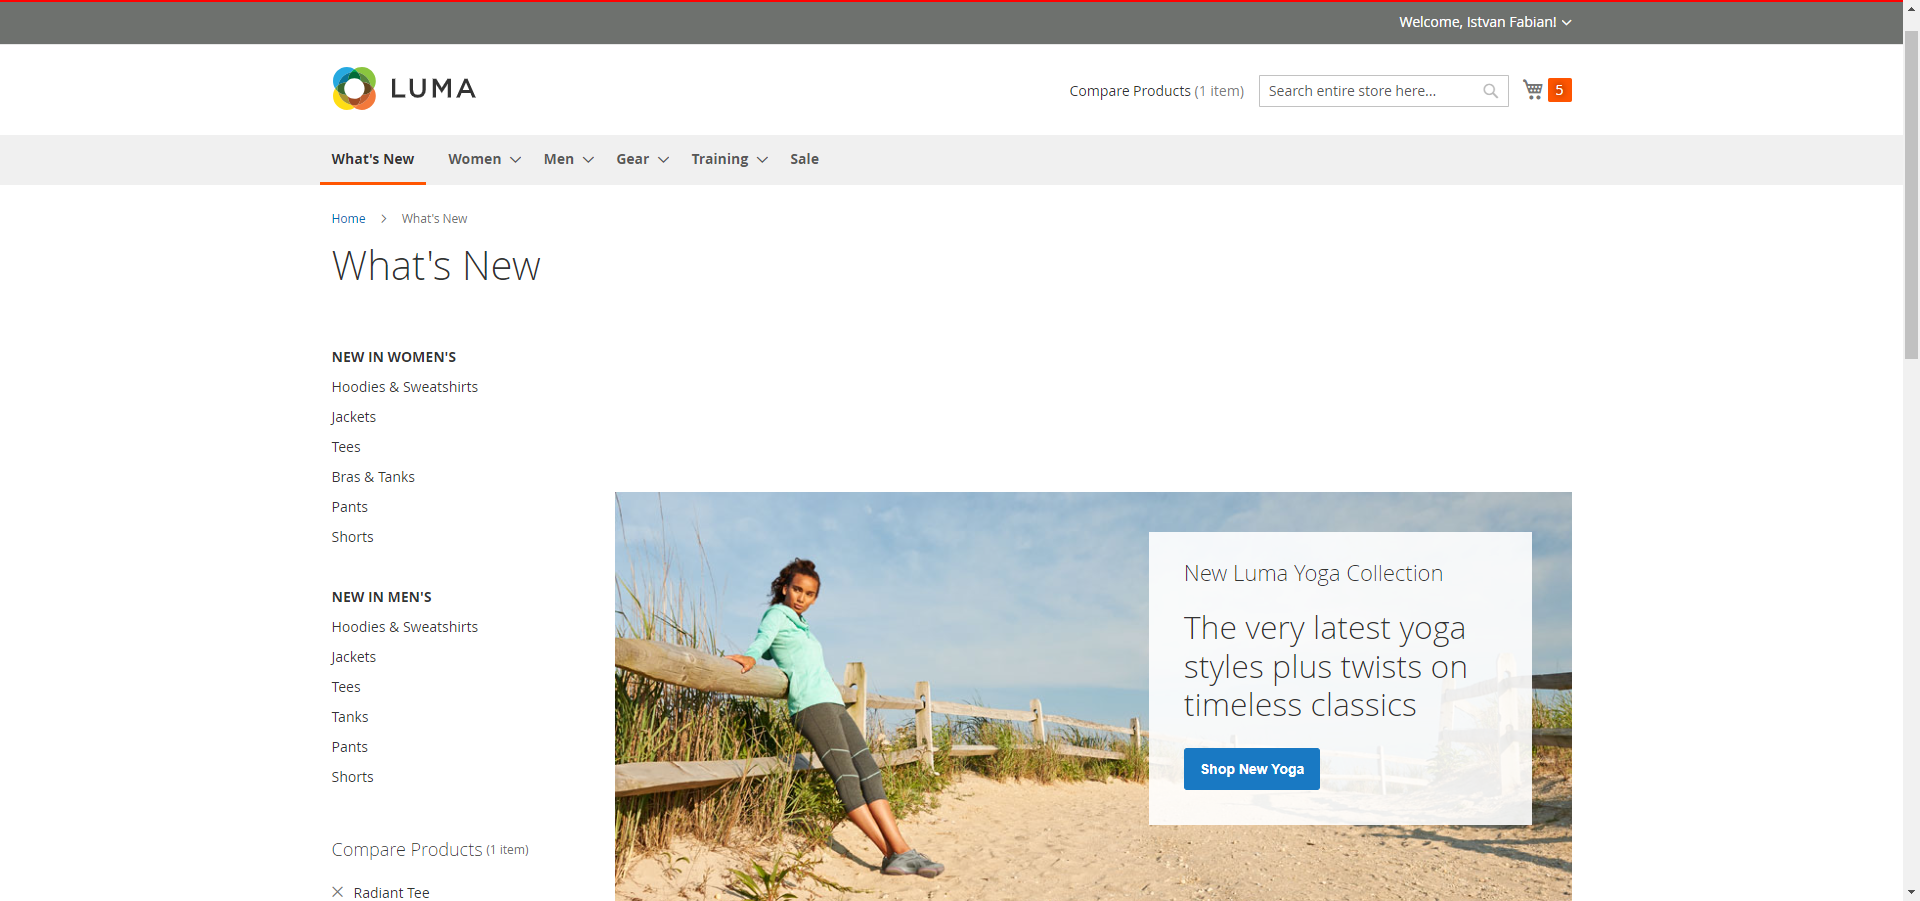 Welcome, Istvan Fabian!
LUMA
Compare Products (1 item)
Search entire store here...
5
What's New
Women
Men
Gear
Training
Sale
Home
What's New
What's New
NEW IN WOMEN'S
Hoodies & Sweatshirts
Jackets
Tees
Bras & Tanks
Pants
Shorts
NEW IN MEN'S
Hoodies & Sweatshirts
Jackets
Tees
Tanks
Pants
Shorts
Compare Products (1 item)
Radiant Tee
New Luma Yoga Collection
The very latest yoga
styles plus twists on
timeless classics
Shop New Yoga